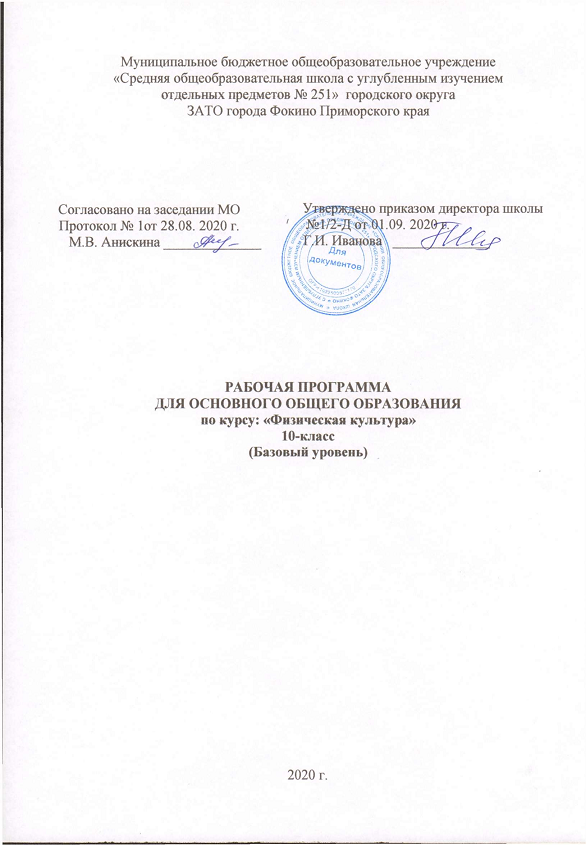 Муниципальное бюджетное общеобразовательное учреждение
«Средняя общеобразовательная школа с углубленным изучением
отдельных предметов № 251» городского округа
ЗАТО города Фокино Приморского края
Согласовано на заседании МО
Протокол № 1от 28.08. 2020 г.
М.В. Анискина
Утверждено приказом директора школы
№1/2-Д от 01.09. 2020 г.
Г.И. Иванова
Для
документов
РАБОЧАЯ ПРОГРАММА
ДЛЯ ОСНОВНОГО ОБЩЕГО ОБРАЗОВАНИЯ
по курсу: «Физическая культура»
10-класс
(Базовый уровень)
2020 г.